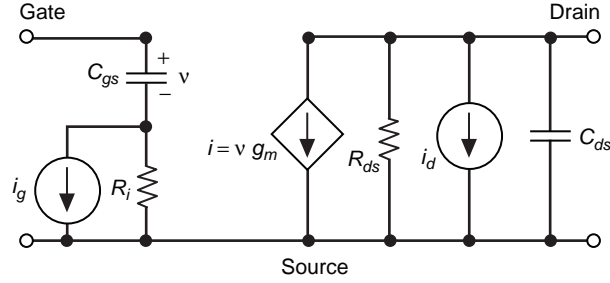 Gate
Drain
+
C_gs
ν
−
i = ν g_m
R_ds
i_d
C_ds
i_g
R_i
Source